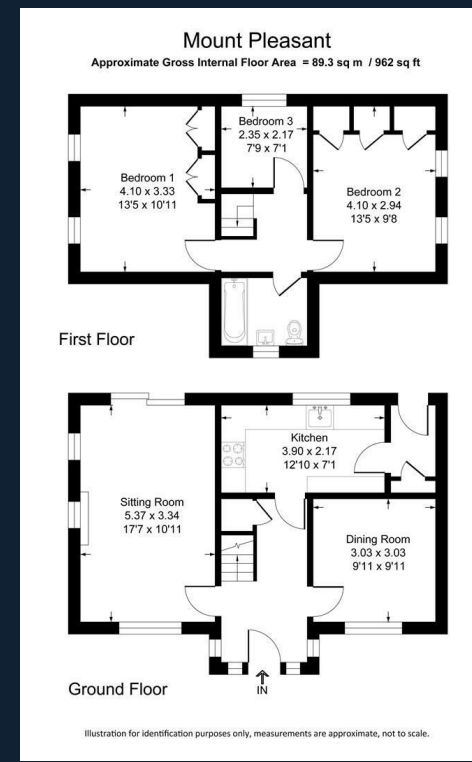 Mount Pleasant
Approximate Gross Internal Floor Area = 89.3 sq m / 962 sq ft
Bedroom 3
2.35 x 2.17
7'9 x 7'1
Bedroom 1
4.10 x 3.33
13'5 x 10'11
Bedroom 2
4.10 x 2.94
13'5 x 9'8
First Floor
Kitchen
3.90 x 2.17
12'10 x 7'1
Sitting Room
5.37 x 3.34
17'7 x 10'11
Dining Room
3.03 x 3.03
9'11 x 9'11
Ground Floor
IN
Illustration for identification purposes only, measurements are approximate, not to scale.